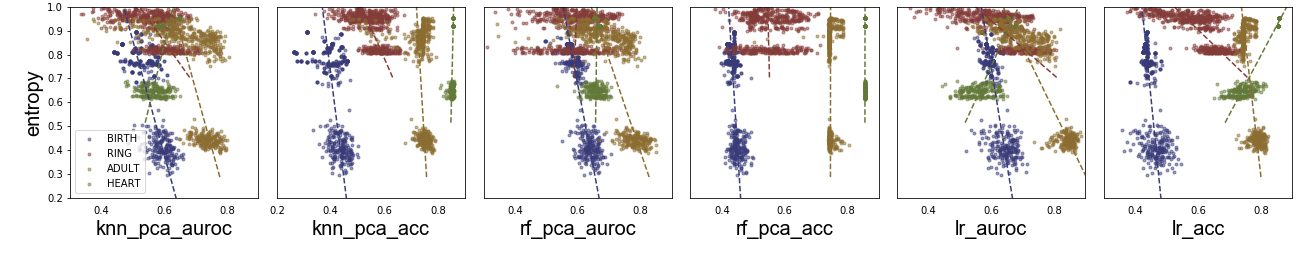 entropy
1.0
0.9
0.8
0.7
0.6
0.5
0.4
0.3
0.2
BIRTH
RING
ADULT
HEART
0.4 0.6 0.8
knn_pca_auroc
0.2 0.4 0.6 0.8
knn_pca_acc
0.4 0.6 0.8
rf_pca_auroc
0.4 0.6 0.8
rf_pca_acc
0.4 0.6 0.8
lr_auroc
0.4 0.6 0.8
lr_acc